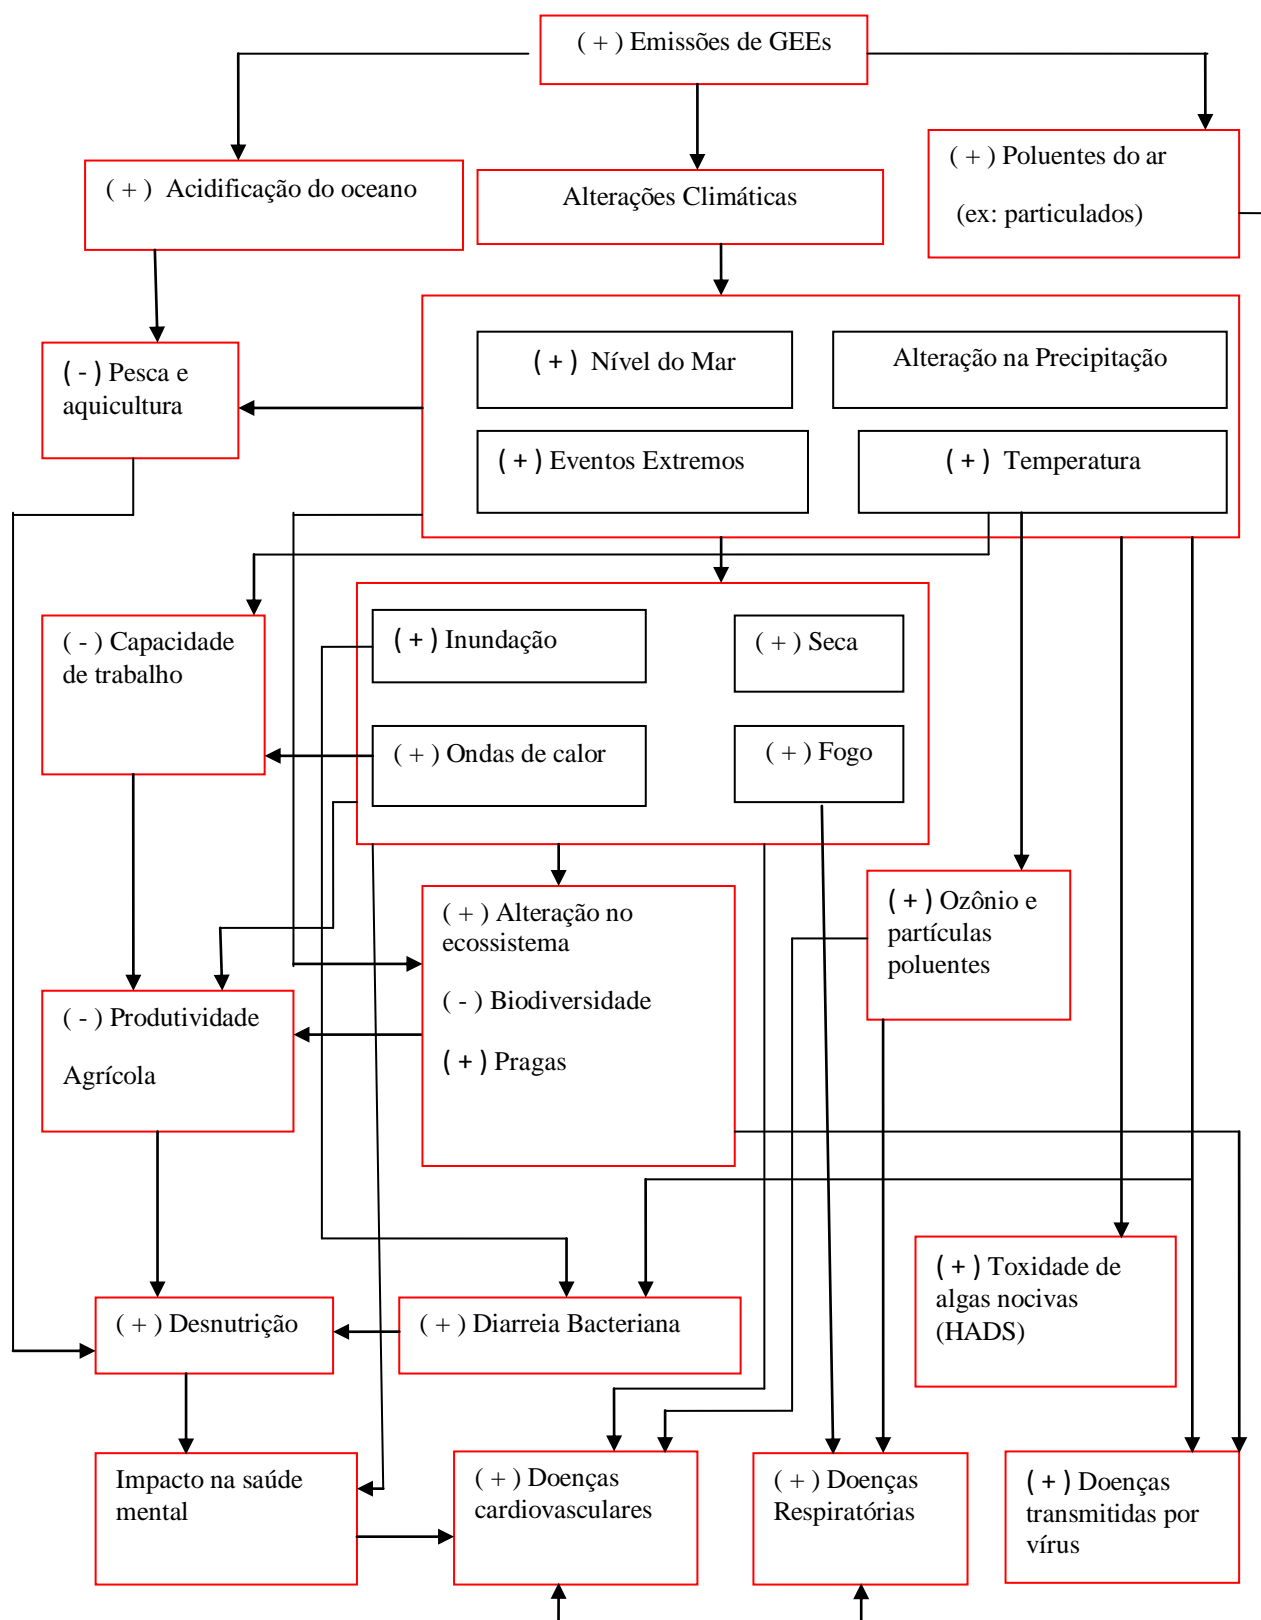 ( + ) Emissões de GEEs
( + ) Acidificação do oceano
Alterações Climáticas
( + ) Poluentes do ar
(ex: particulados)
( - ) Pesca e
aquicultura
( + ) Nível do Mar
Alteração na Precipitação
( + ) Eventos Extremos
( + ) Temperatura
( - ) Capacidade
de trabalho
( + ) Inundação
( + ) Seca
( + ) Ondas de calor
( + ) Fogo
( + ) Alteração no
ecossistema
( - ) Biodiversidade
( + ) Pragas
( + ) Ozônio e
partículas
poluentes
( - ) Produtividade
Agrícola
( + ) Toxidade de
algas nocivas
(HADS)
( + ) Desnutrição
( + ) Diarreia Bacteriana
Impacto na saúde
mental
( + ) Doenças
cardiovasculares
( + ) Doenças
Respiratórias
( + ) Doenças
transmitidas por
vírus